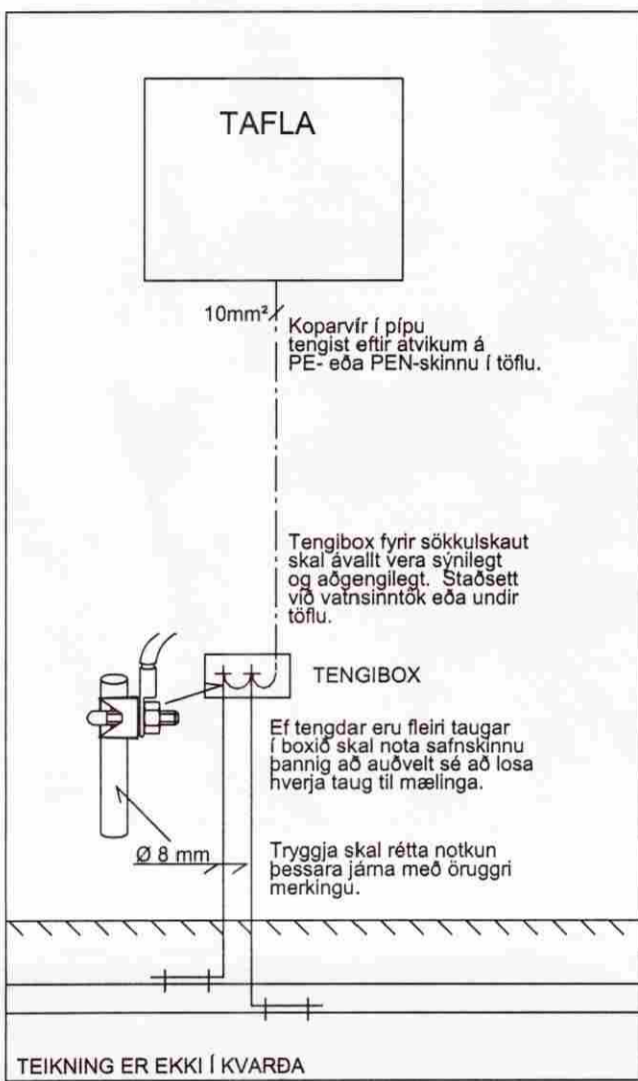 TAFLA
10mm²
Koparvír í pípu
tengist eftir atvikum á
PE- eða PEN-skinnu í töflu.
Tengibox fyrir sökkulskaut
skal ávallt vera sýnilegt
og aðgengilegt. Staðsett
við vatnsinntök eða undir
töflu.
TENGIBOX
Ef tengdar eru fleiri taugar
í boxið skal nota safnskinnu
þannig að auðvelt sé að losa
hverja taug til mælinga.
Ø 8 mm
Tryggja skal rétta notkun
þessara járna með öruggri
merkingu.
TEIKNING ER EKKI Í KVARÐA